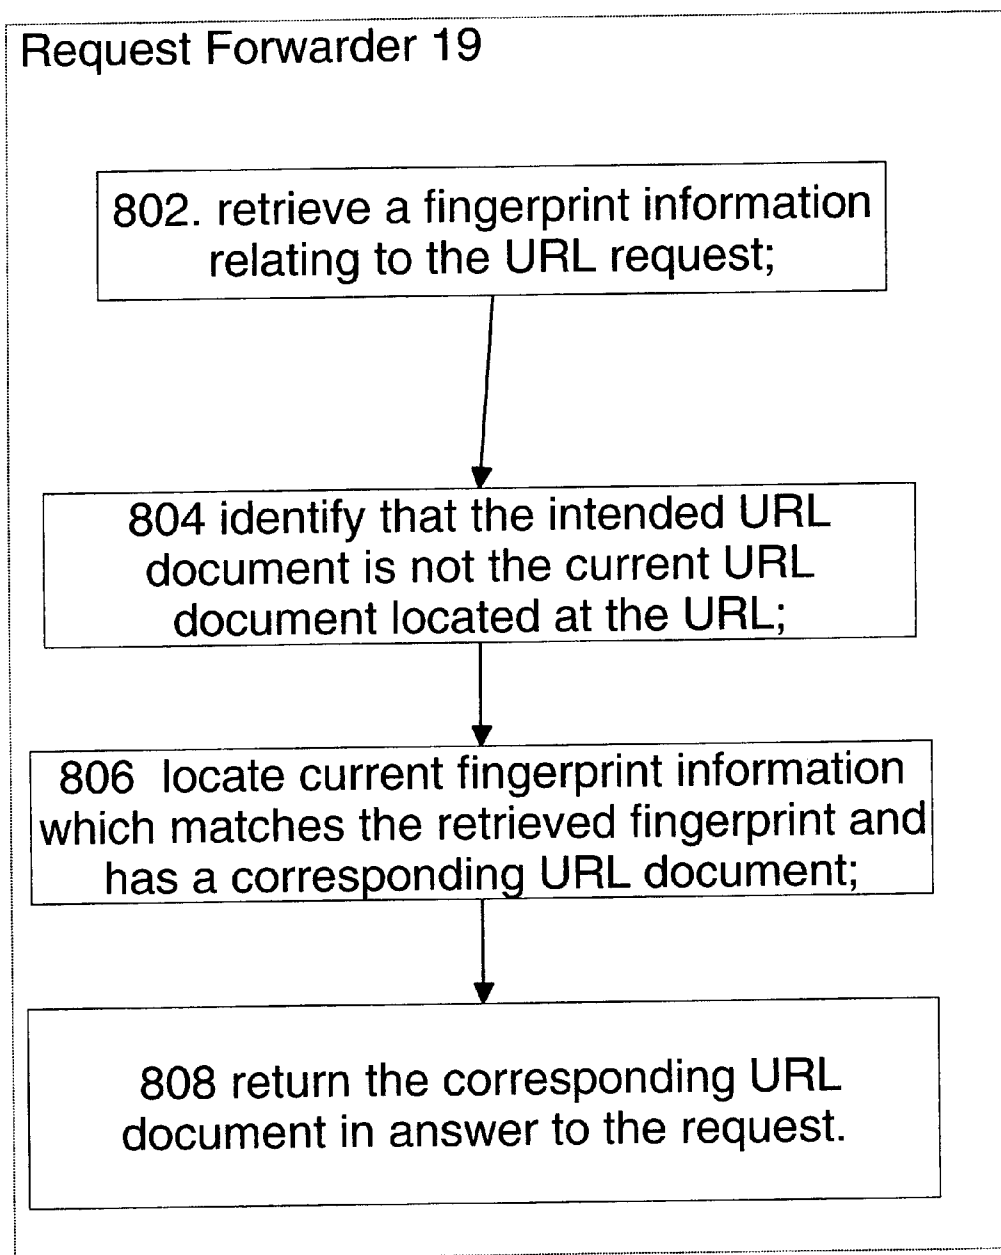 Request Forwarder 19
802. retrieve a fingerprint information
relating to the URL request;
804 identify that the intended URL
document is not the current URL
document located at the URL;
806 locate current fingerprint information
which matches the retrieved fingerprint and
has a corresponding URL document;
808 return the corresponding URL
document in answer to the request.